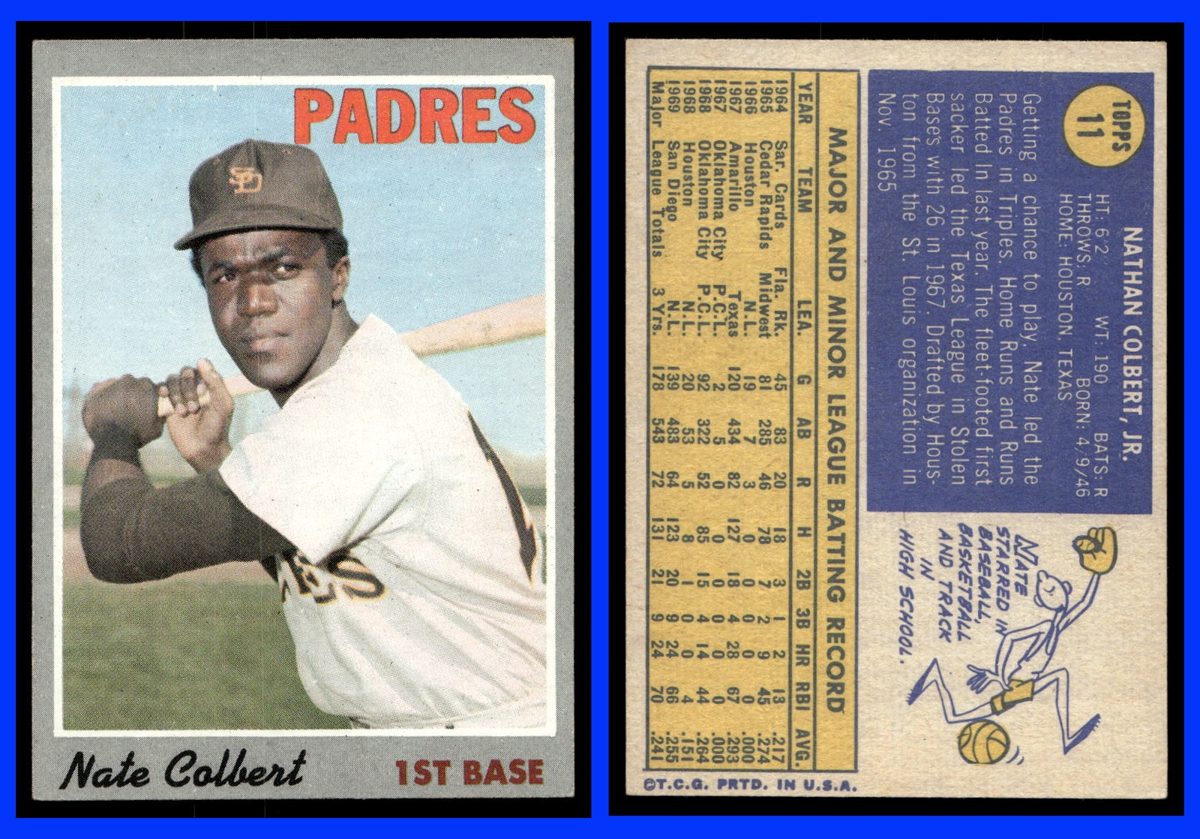 PADRES
SD
ES
Nate Colbert
1ST BASE
TOPPS
11
NATHAN COLBERT, JR.
HT: 6'2 WT: 190 BATS: R
THROWS: R BORN: 4/9/46
HOME: HOUSTON, TEXAS
Getting a chance to play, Nate led the
Padres in Triples, Home Runs and Runs
Batted In last year. The fleet-footed first
sacker led the Texas League in Stolen
Bases with 26 in 1967. Drafted by Hous-
ton from the St. Louis organization in
Nov. 1965
NATE
STARRED IN
BASEBALL,
BASKETBALL
AND TRACK
IN
HIGH SCHOOL.
MAJOR AND MINOR LEAGUE BATTING RECORD
YEAR TEAM LEA. G AB R H 2B 3B HR RBI AVG.
1964 Sar. Cards Fla. Rk. 45 83 20 18 3 1 2 13 .217
1965 Cedar Rapids Midwest 81 285 46 78 7 2 9 45 .274
1966 Houston N.L. 19 7 3 0 0 0 0 0 .000
1967 Amarillo Texas 120 434 82 127 18 4 28 67 .293
1967 Oklahoma City P.C.L. 2 5 0 0 0 0 0 0 .000
1968 Oklahoma City P.C.L. 92 322 52 85 15 4 14 44 .264
1968 Houston N.L. 20 53 5 8 1 0 0 4 .151
1969 San Diego N.L. 139 483 64 123 20 9 24 66 .255
Major League Totals 3 Yrs. 178 548 72 131 21 9 24 70 .241
©T.C.G. PRTD. IN U.S.A.